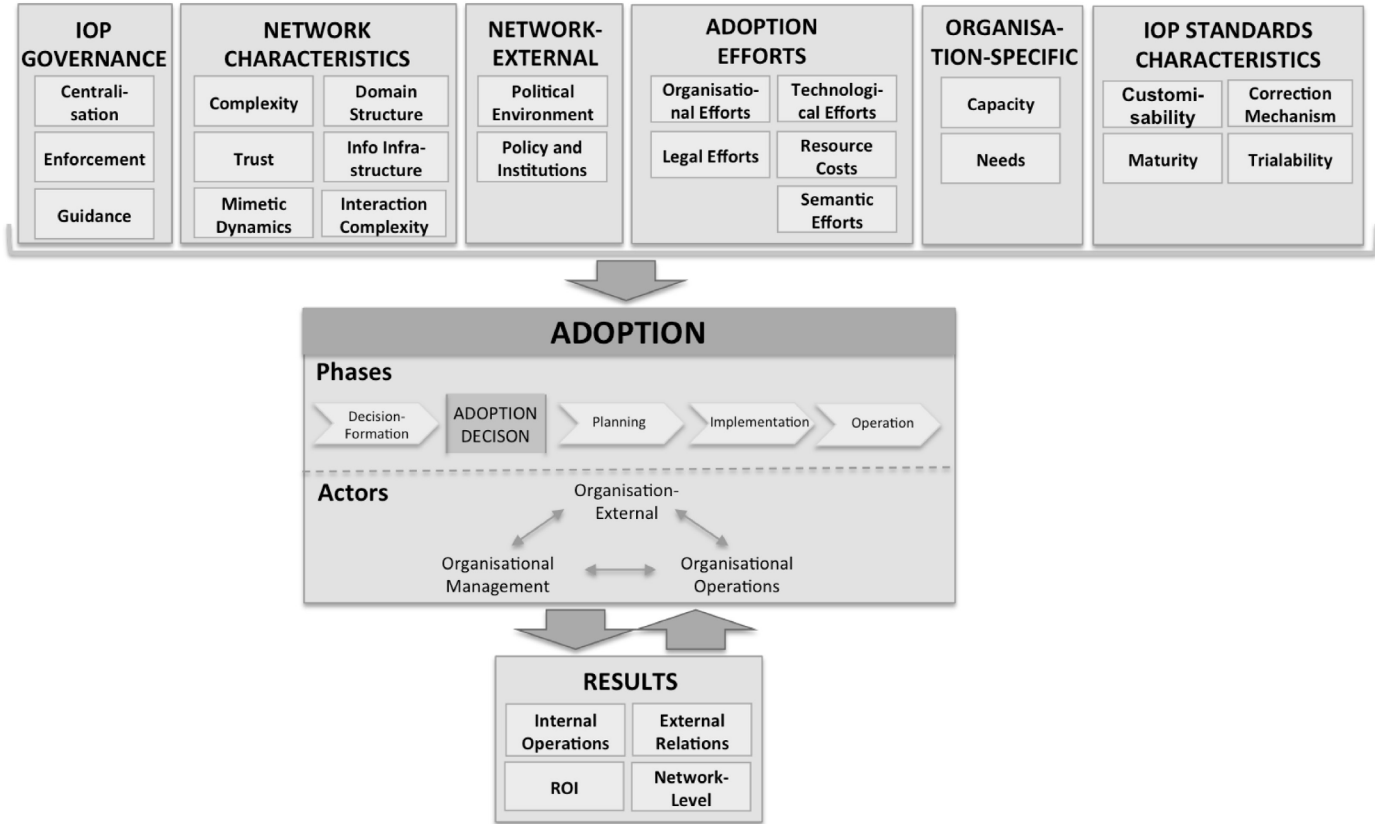 IOP
GOVERNANCE
Centrali-
sation
Enforcement
Guidance
NETWORK
CHARACTERISTICS
Complexity
Domain
Structure
Trust
Info Infra-
structure
Mimetic
Dynamics
Interaction
Complexity
NETWORK-
EXTERNAL
Political
Environment
Policy and
Institutions
ADOPTION
EFFORTS
Organisatio-
nal Efforts
Technologi-
cal Efforts
Legal Efforts
Resource
Costs
Semantic
Efforts
ORGANISA-
TION-SPECIFIC
Capacity
Needs
IOP STANDARDS
CHARACTERISTICS
Customi-
sability
Correction
Mechanism
Maturity
Trialability
ADOPTION
Phases
Decision-
Formation
ADOPTION
DECISON
Planning
Implementation
Operation
Actors
Organisation-
External
Organisational
Management
Organisational
Operations
RESULTS
Internal
Operations
External
Relations
ROI
Network-
Level